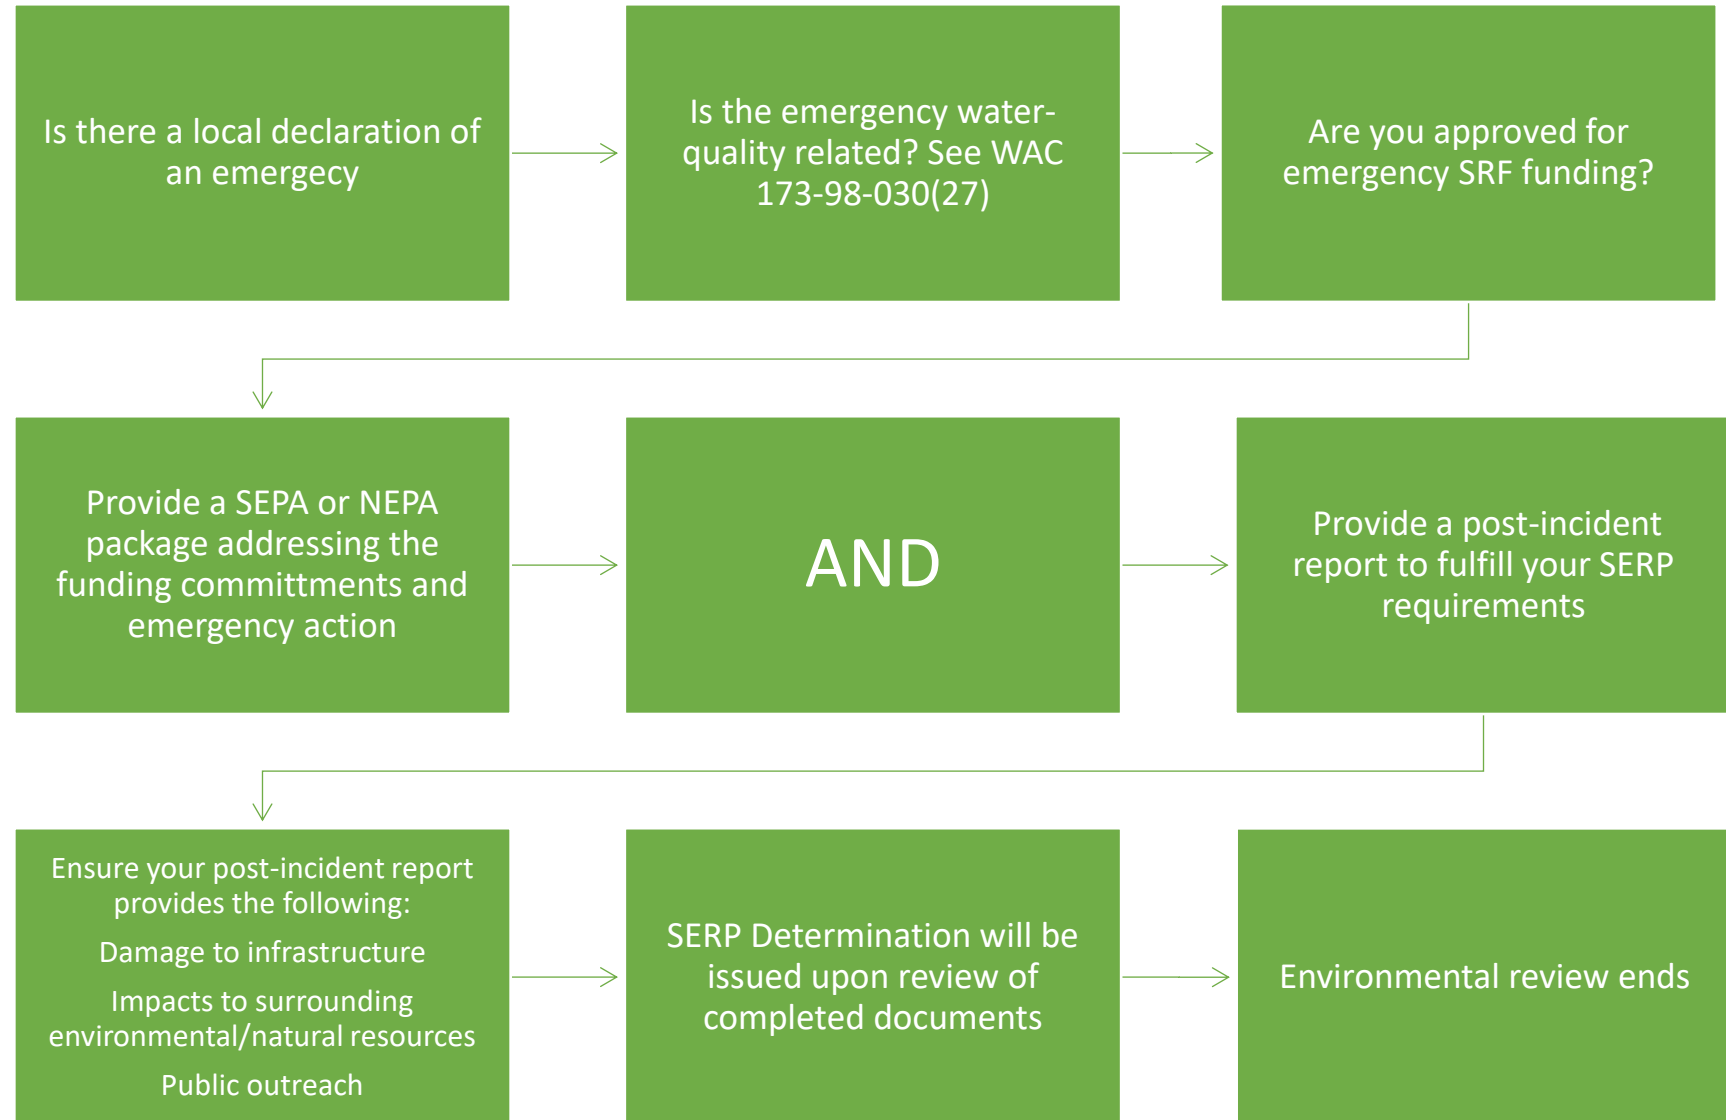 Is there a local declaration of
an emergecy
Is the emergency water-
quality related? See WAC
173-98-030(27)
Are you approved for
emergency SRF funding?
Provide a SEPA or NEPA
package addressing the
funding committments and
emergency action
AND
Provide a post-incident
report to fulfill your SERP
requirements
Ensure your post-incident report
provides the following:
Damage to infrastructure
Impacts to surrounding
environmental/natural resources
Public outreach
SERP Determination will be
issued upon review of
completed documents
Environmental review ends